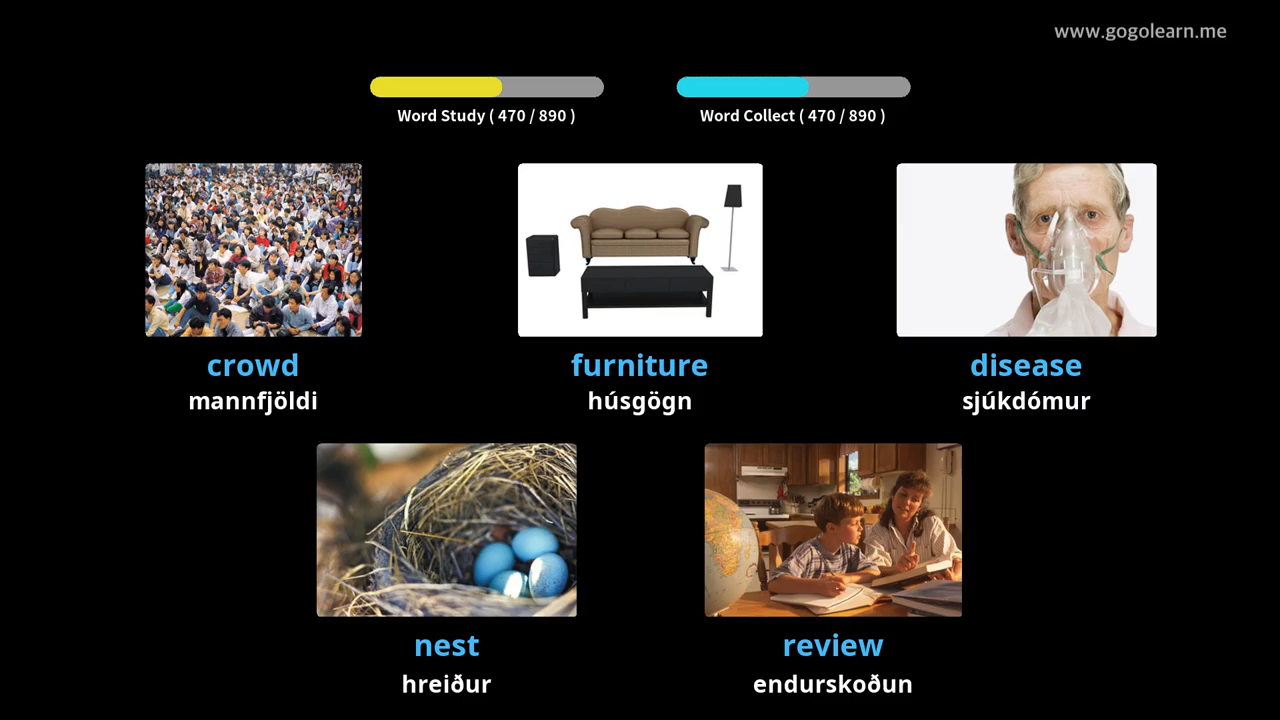 www.gogolearn.me
Word Study ( 470 / 890 )
Word Collect ( 470 / 890 )
crowd
mannfjöldi
furniture
húsgögn
disease
sjúkdómur
nest
hreiður
review
endurskoðun